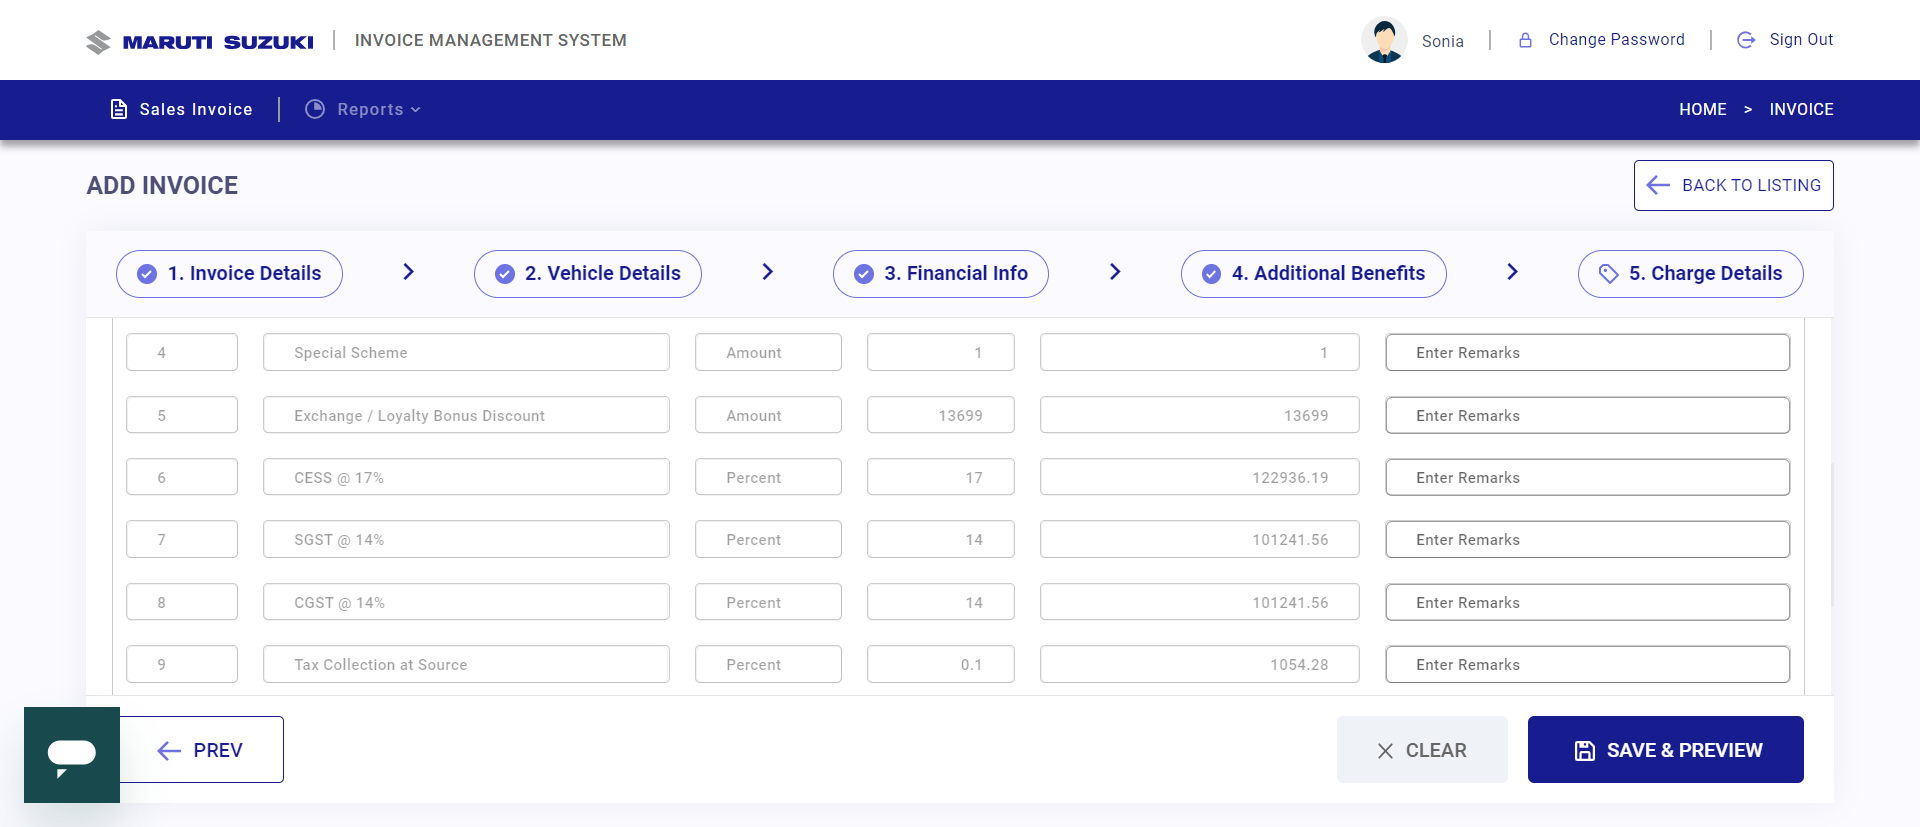 MARUTI SUZUKI | INVOICE MANAGEMENT SYSTEM
Sonia | Change Password | Sign Out
Sales Invoice | Reports
HOME > INVOICE
ADD INVOICE
BACK TO LISTING
1. Invoice Details > 2. Vehicle Details > 3. Financial Info > 4. Additional Benefits > 5. Charge Details
4 Special Scheme Amount 1 1 Enter Remarks
5 Exchange / Loyalty Bonus Discount Amount 13699 13699 Enter Remarks
6 CESS @ 17% Percent 17 122936.19 Enter Remarks
7 SGST @ 14% Percent 14 101241.56 Enter Remarks
8 CGST @ 14% Percent 14 101241.56 Enter Remarks
9 Tax Collection at Source Percent 0.1 1054.28 Enter Remarks
PREV
CLEAR
SAVE & PREVIEW